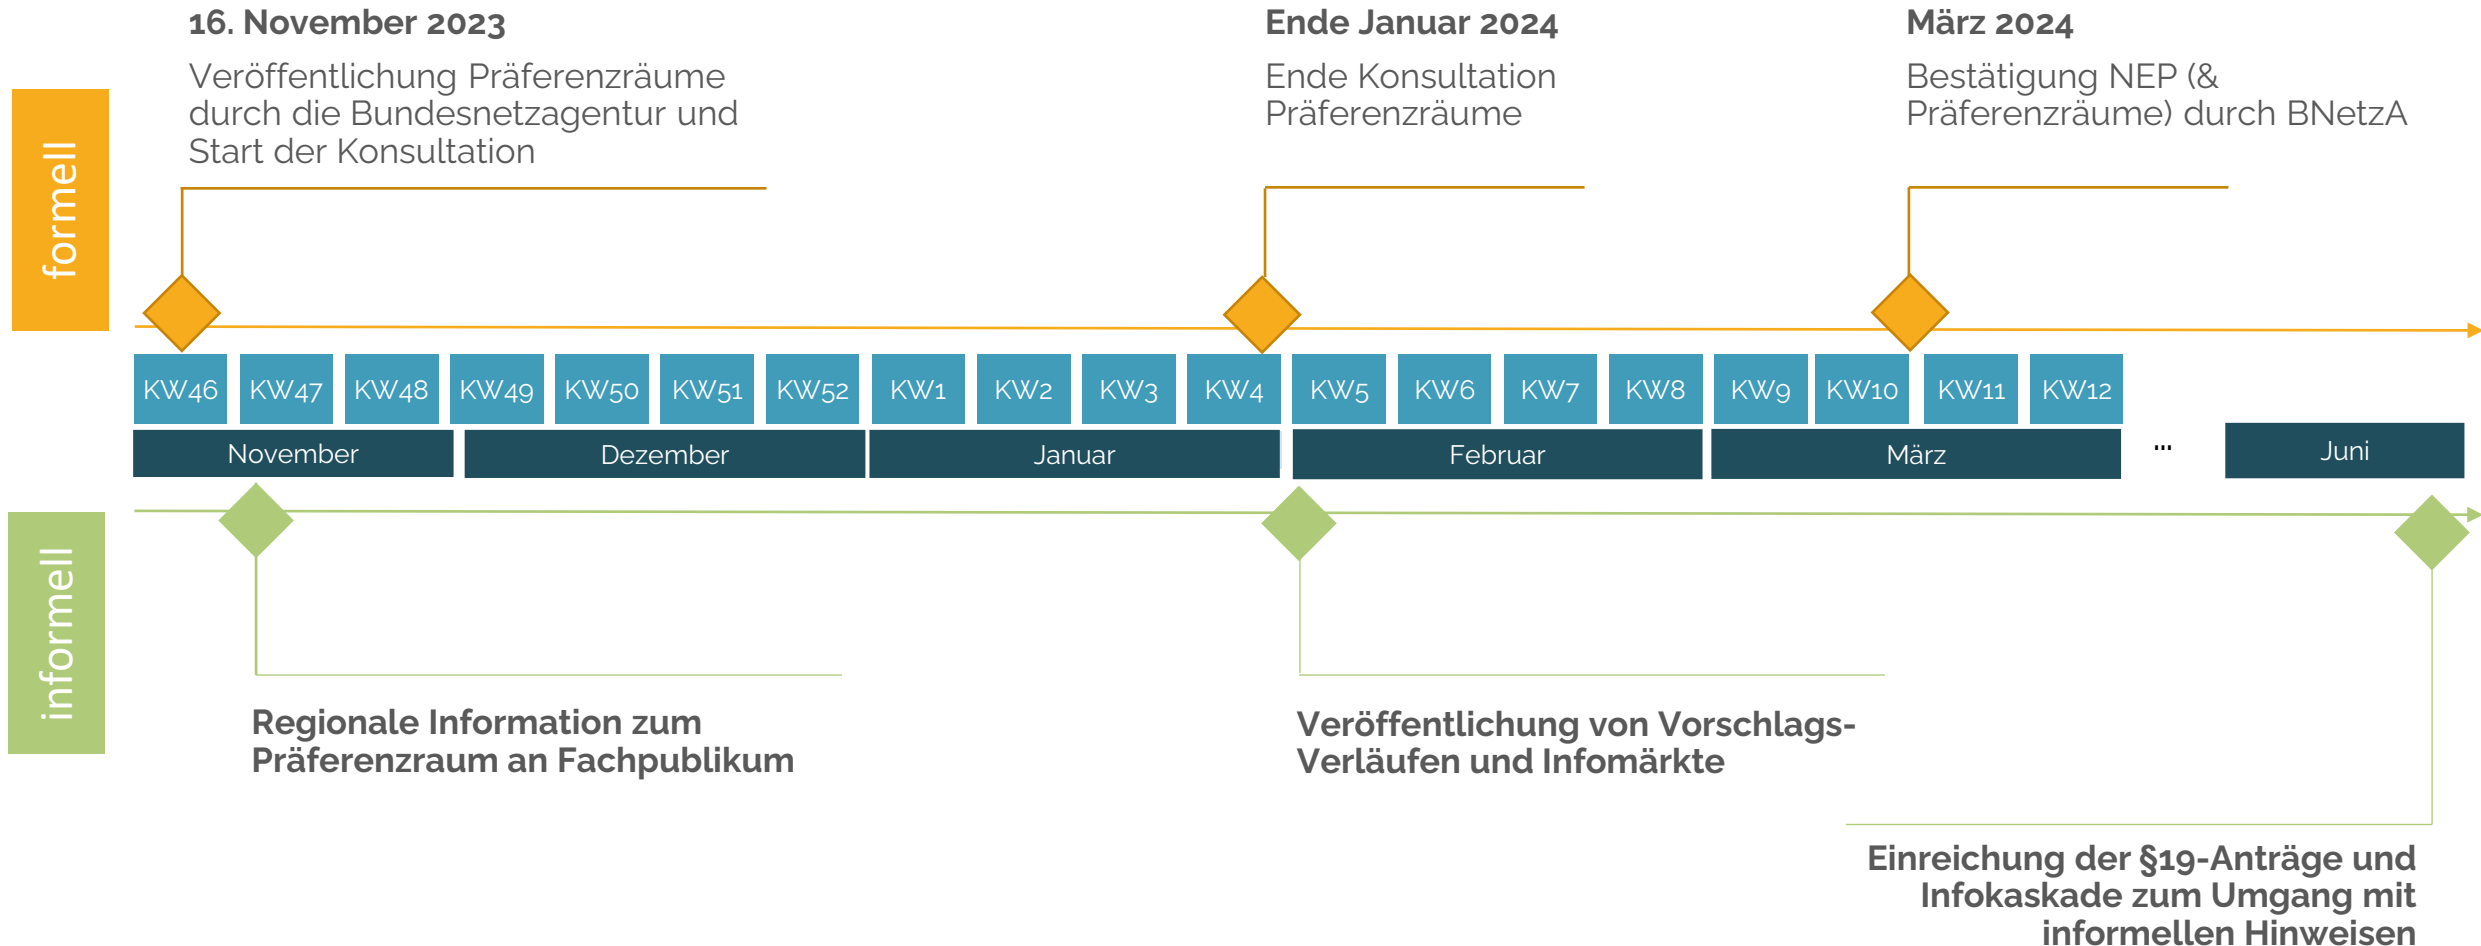 16. November 2023
Veröffentlichung Präferenzräume
durch die Bundesnetzagentur und
Start der Konsultation
Ende Januar 2024
Ende Konsultation
Präferenzräume
März 2024
Bestätigung NEP (&
Präferenzräume) durch BNetzA
formell
KW46 KW47 KW48 KW49 KW50 KW51 KW52 KW1 KW2 KW3 KW4 KW5 KW6 KW7 KW8 KW9 KW10 KW11 KW12
November Dezember Januar Februar März ... Juni
informell
Regionale Information zum
Präferenzraum an Fachpublikum
Veröffentlichung von Vorschlags-
Verläufen und Infomärkte
Einreichung der §19-Anträge und
Infokaskade zum Umgang mit
informellen Hinweisen